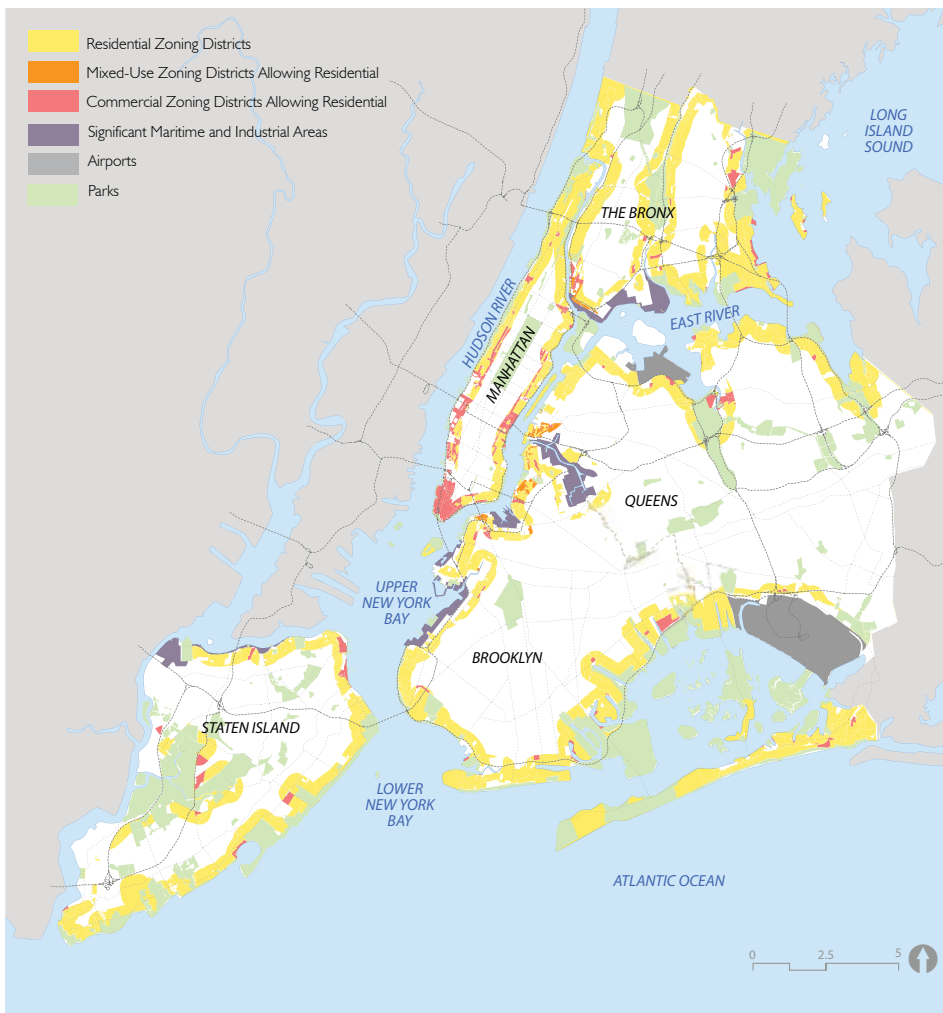 Residential Zoning Districts
Mixed-Use Zoning Districts Allowing Residential
Commercial Zoning Districts Allowing Residential
Significant Maritime and Industrial Areas
Airports
Parks
LONG
ISLAND
SOUND
THE BRONX
HUDSON RIVER
EAST RIVER
MANHATTAN
QUEENS
UPPER
NEW YORK
BAY
BROOKLYN
STATEN ISLAND
LOWER
NEW YORK
BAY
ATLANTIC OCEAN
0 2.5 5